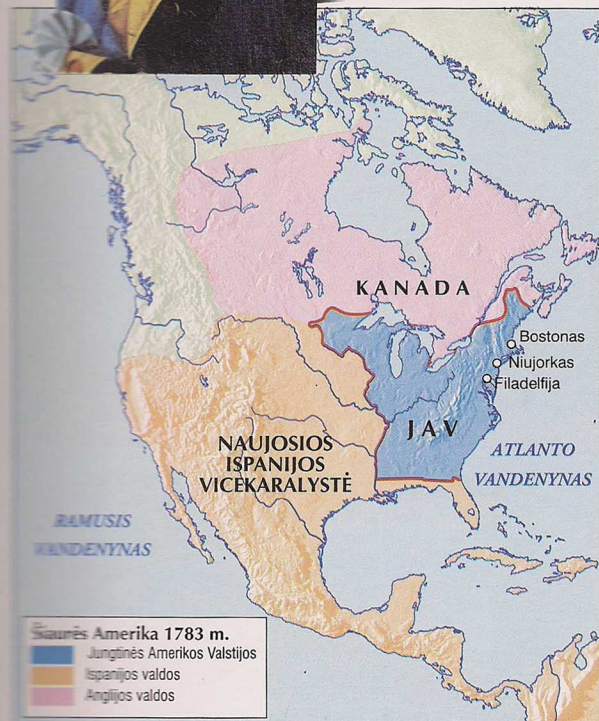 KANADA
Bostonas
Niujorkas
Filadelfija
JAV
NAUJOSIOS
ISPANIJOS
VICEKARALYSTĖ
ATLANTO
VANDENYNAS
RAMUSIS
VANDENYNAS
Šiaurės Amerika 1783 m.
Jungtinės Amerikos Valstijos
Ispanijos valdos
Anglijos valdos